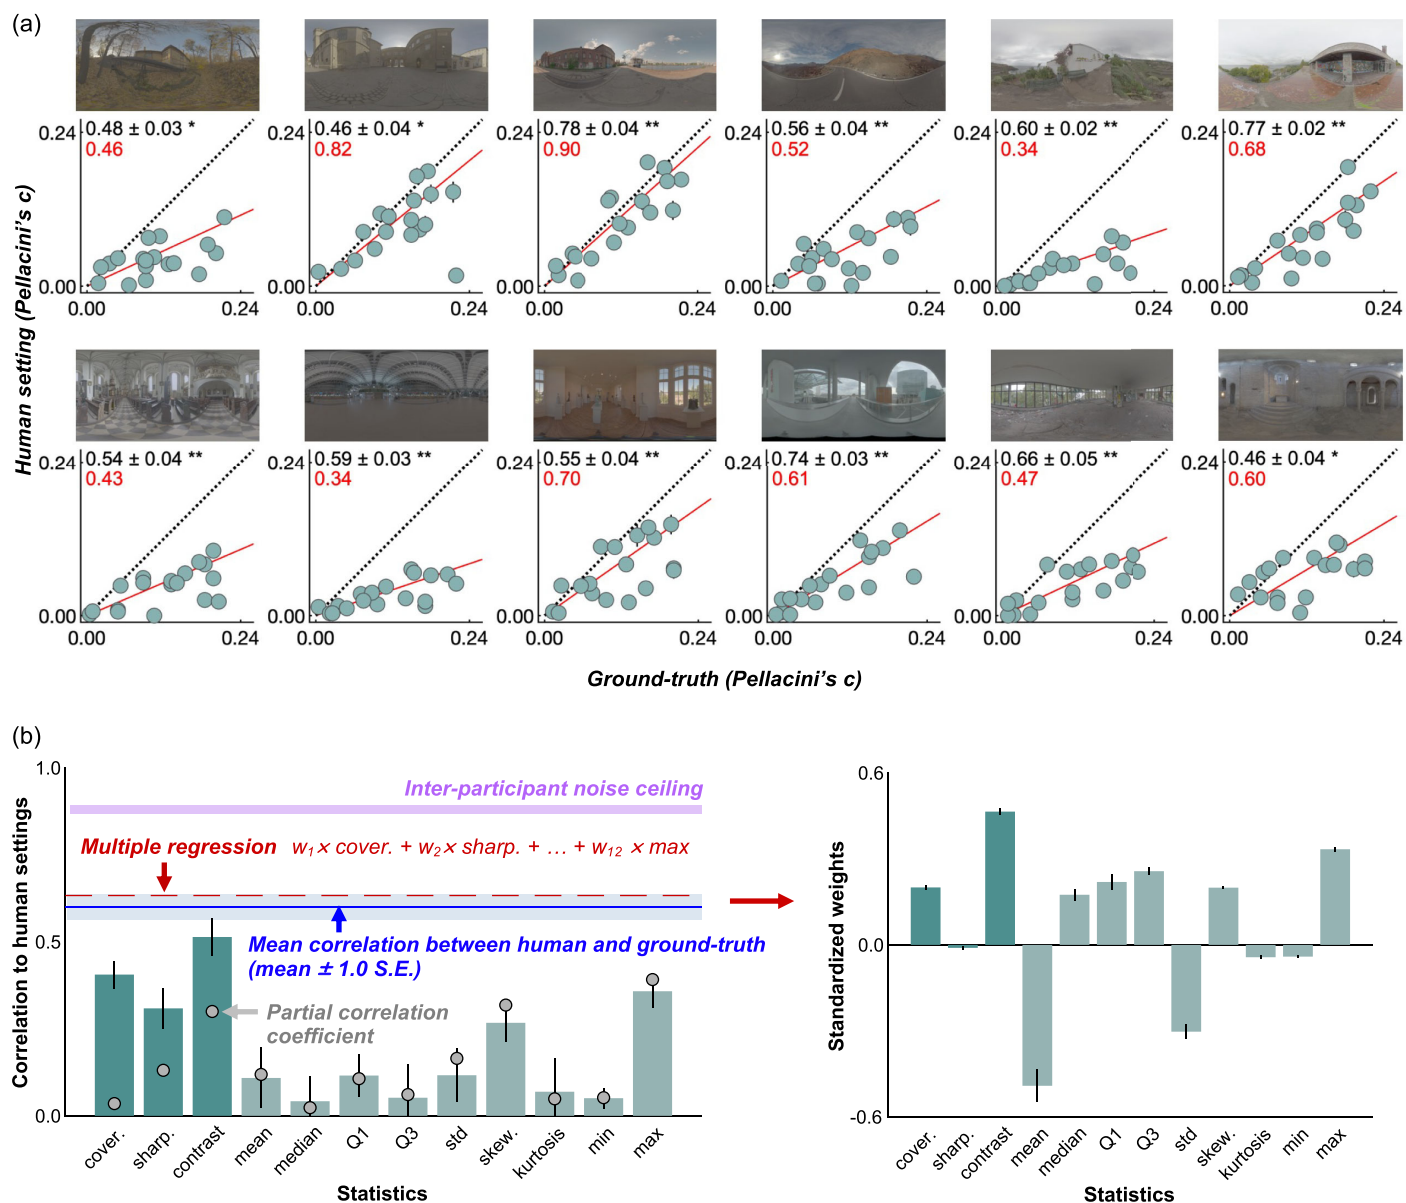 (a)
0.24 0.48 ± 0.03 * 0.46 ± 0.04 * 0.24 0.78 ± 0.04 ** 0.24 0.56 ± 0.04 ** 0.24 0.60 ± 0.02 ** 0.24 0.77 ± 0.02 ** 0.24
0.46 0.82 0.90 0.52 0.34 0.68
0.00 0.00 0.00 0.00 0.00 0.00
0.00 0.24 0.00 0.24 0.00 0.24 0.00 0.24 0.00 0.24 0.00 0.24
Human setting (Pellacini's c)
0.24 0.54 ± 0.04 ** 0.24 0.59 ± 0.03 ** 0.24 0.55 ± 0.04 ** 0.24 0.74 ± 0.03 ** 0.24 0.66 ± 0.05 ** 0.24 0.46 ± 0.04 *
0.43 0.34 0.70 0.61 0.47 0.60
0.00 0.00 0.00 0.00 0.00 0.00
0.00 0.24 0.00 0.24 0.00 0.24 0.00 0.24 0.00 0.24 0.00 0.24
Ground-truth (Pellacini's c)
(b)
1.0
0.5
0.0
Correlation to human settings
Inter-participant noise ceiling
Multiple regression w1× cover. + w2× sharp. + … + w12 × max
Mean correlation between human and ground-truth
(mean ± 1.0 S.E.)
Partial correlation
coefficient
cover. sharp. contrast mean median Q1 Q3 std skew. kurtosis min max
Statistics
0.6
0.0
-0.6
Standardized weights
cover. sharp. contrast mean median Q1 Q3 std skew. kurtosis min max
Statistics